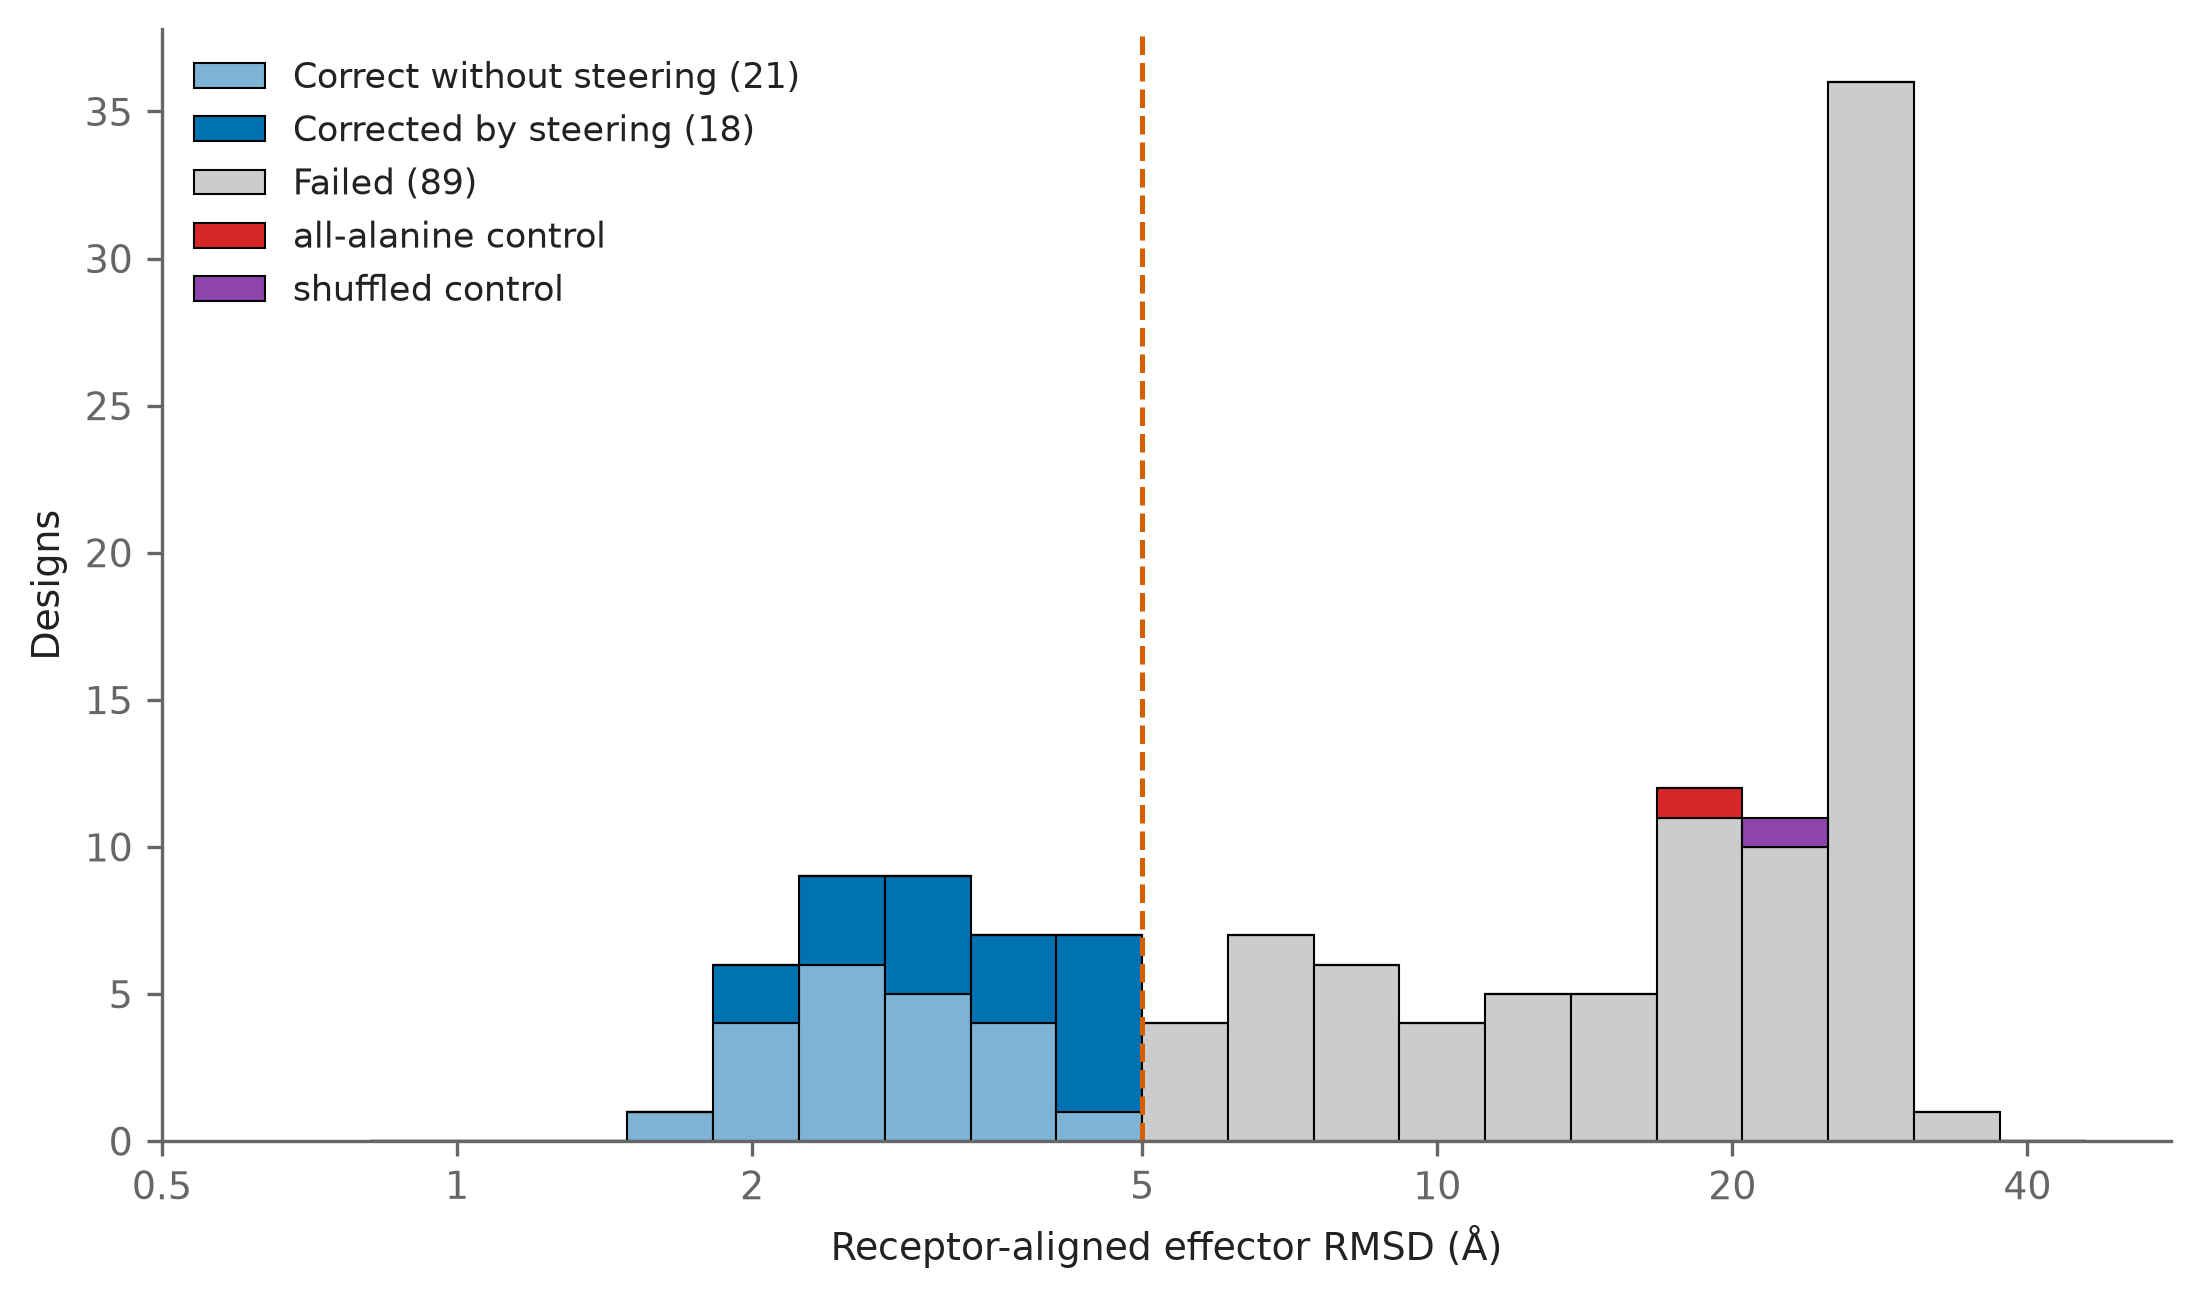 Correct without steering (21)
Corrected by steering (18)
Failed (89)
all-alanine control
shuffled control
35
30
25
20
15
10
5
0
Designs
0.5 1 2 5 10 20 40
Receptor-aligned effector RMSD (Å)